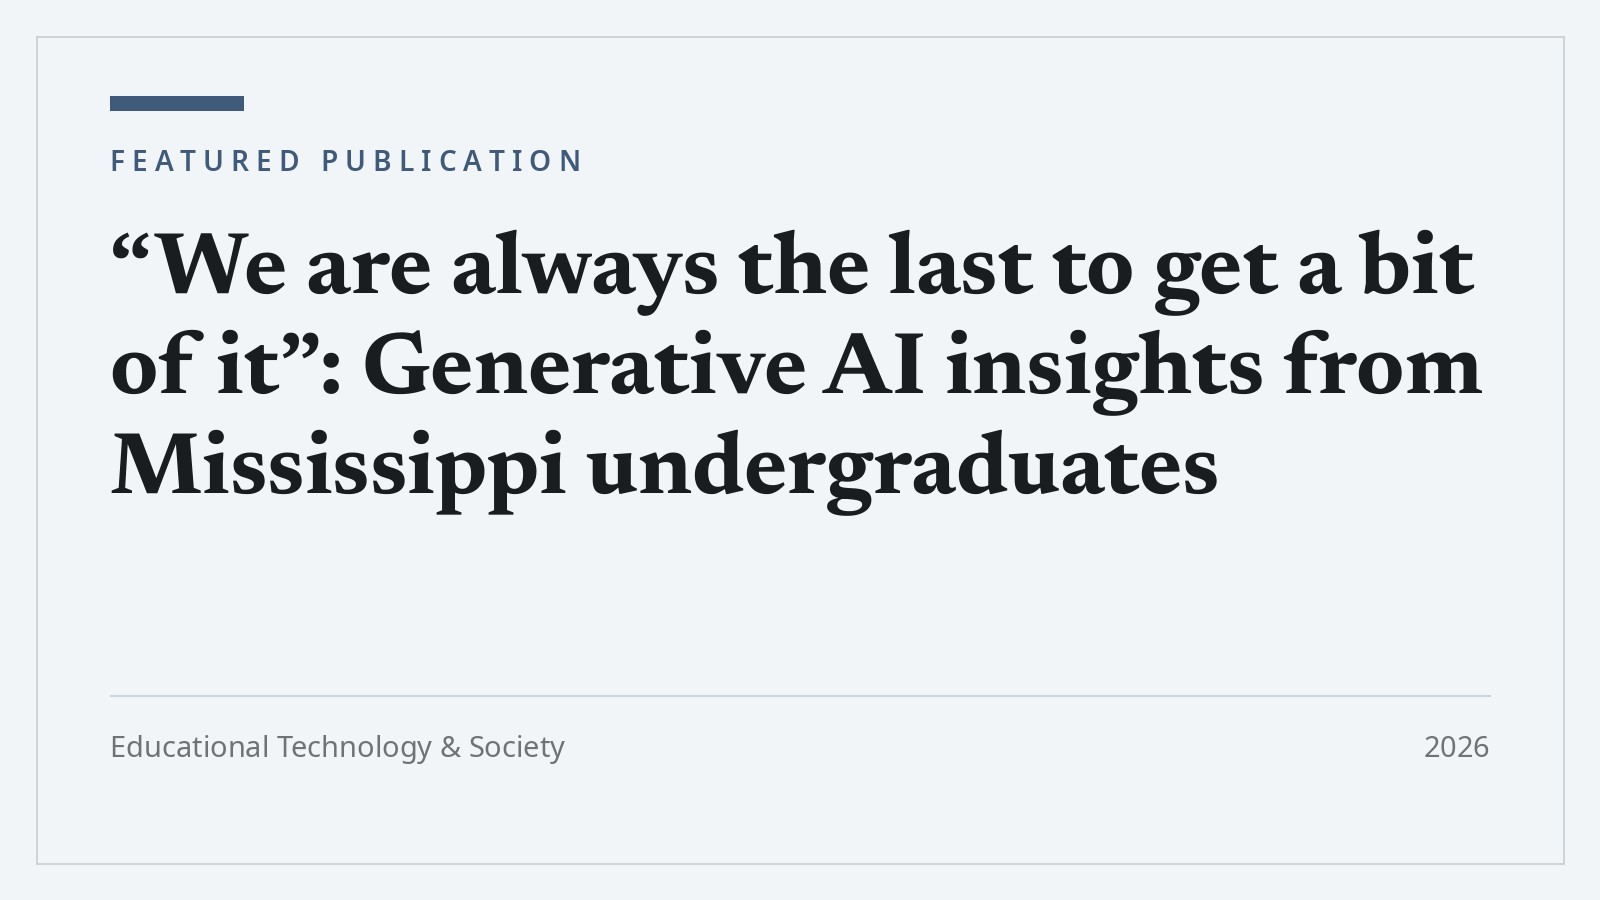 FEATURED PUBLICATION
“We are always the last to get a bit
of it”: Generative AI insights from
Mississippi undergraduates
Educational Technology & Society
2026